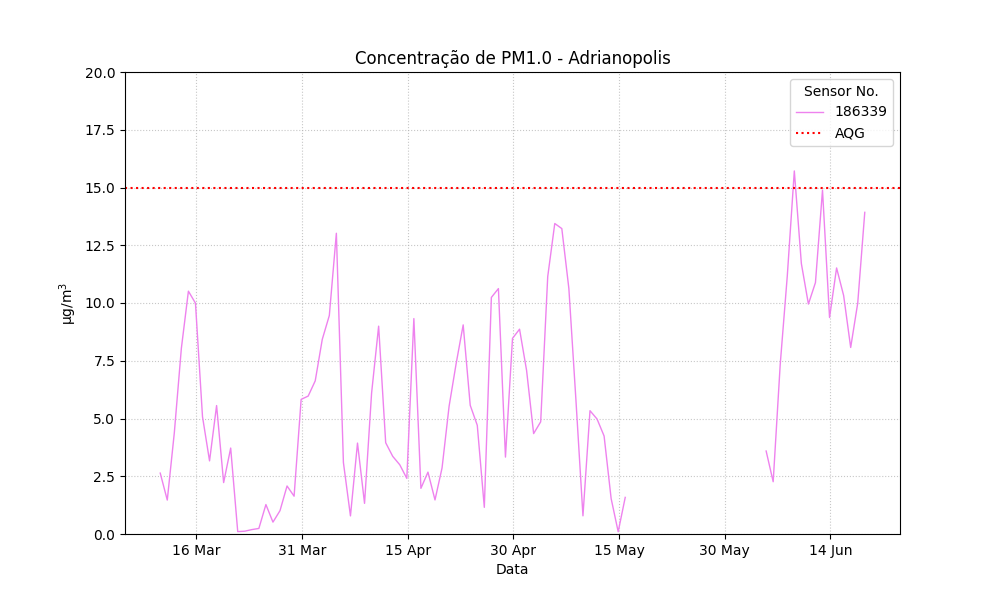 Concentração de PM1.0 - Adrianopolis
Sensor No.
186339
AQG
20.0
17.5
15.0
12.5
10.0
7.5
5.0
2.5
0.0
µg/m³
16 Mar
31 Mar
15 Apr
30 Apr
15 May
30 May
14 Jun
Data